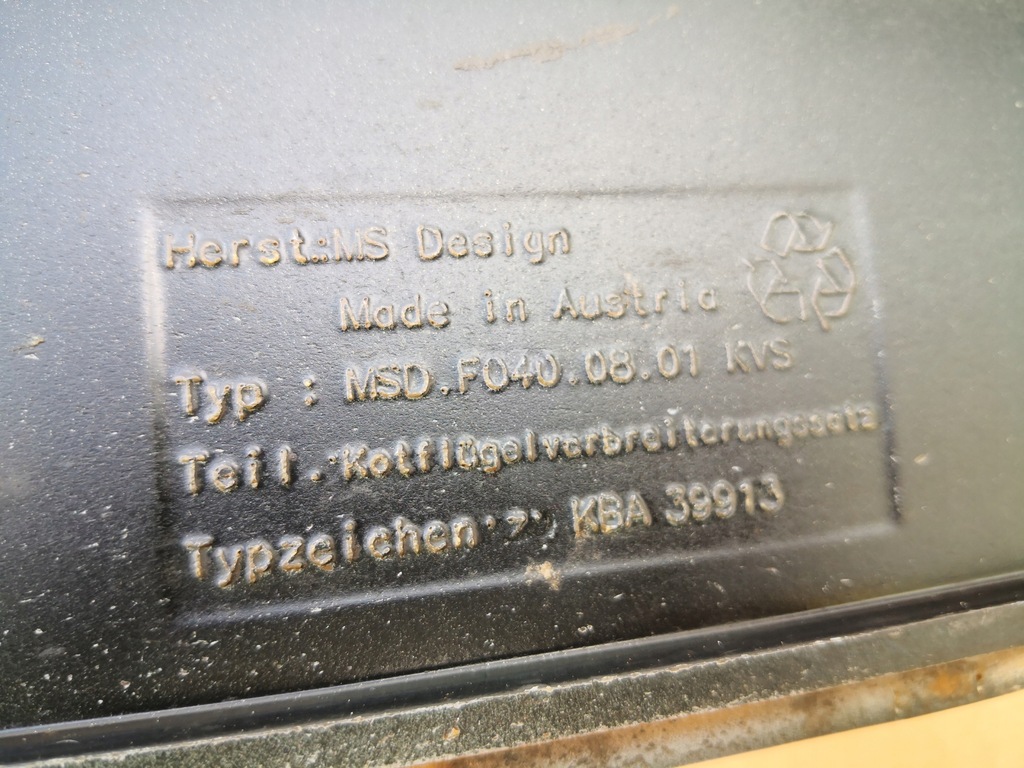 Herst.:MS Design
Made in Austria
Typ : MSD.F040.08.01 KVS
Teil.:Kotflügelverbreiterungssatz
Typzeichen KBA 39913